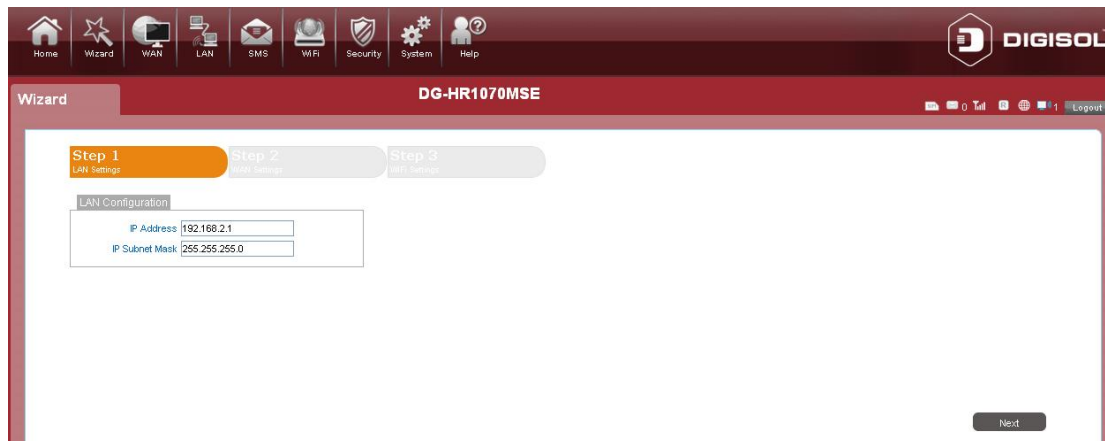 Home Wizard WAN LAN SMS WiFi Security System Help
DIGISOL
Wizard
DG-HR1070MSE
0 1 Logout
Step 1 Step 2 Step 3
LAN Settings WAN Settings WiFi Settings
LAN Configuration
IP Address 192.168.2.1
IP Subnet Mask 255.255.255.0
Next